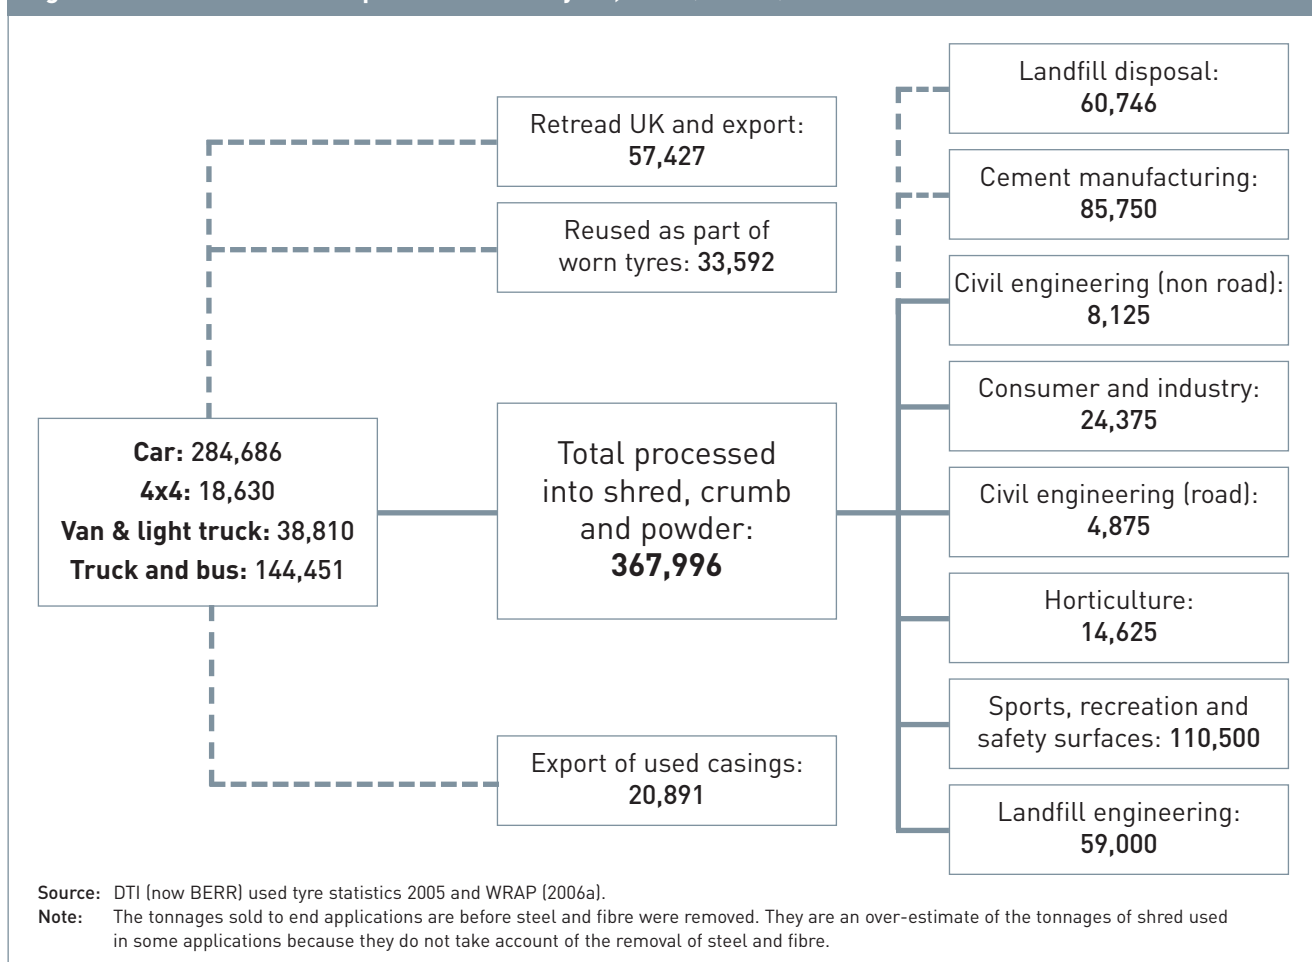 Retread UK and export:
57,427
Reused as part of
worn tyres: 33,592
Car: 284,686
4x4: 18,630
Van & light truck: 38,810
Truck and bus: 144,451
Total processed
into shred, crumb
and powder:
367,996
Export of used casings:
20,891
Landfill disposal:
60,746
Cement manufacturing:
85,750
Civil engineering (non road):
8,125
Consumer and industry:
24,375
Civil engineering (road):
4,875
Horticulture:
14,625
Sports, recreation and
safety surfaces: 110,500
Landfill engineering:
59,000
Source: DTI (now BERR) used tyre statistics 2005 and WRAP (2006a).
Note: The tonnages sold to end applications are before steel and fibre were removed. They are an over-estimate of the tonnages of shred used
in some applications because they do not take account of the removal of steel and fibre.